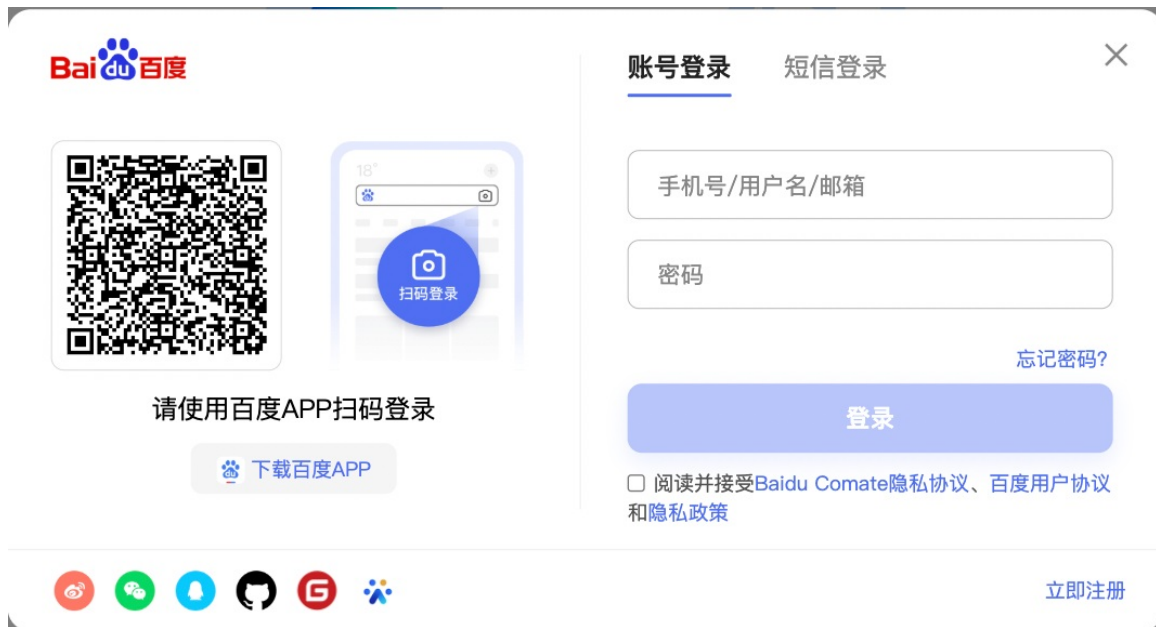 Bai du 百度
18°
扫码登录
请使用百度APP扫码登录
du 下载百度APP
账号登录 短信登录
手机号/用户名/邮箱
密码
忘记密码?
登录
阅读并接受Baidu Comate隐私协议、百度用户协议
和隐私政策
G
立即注册